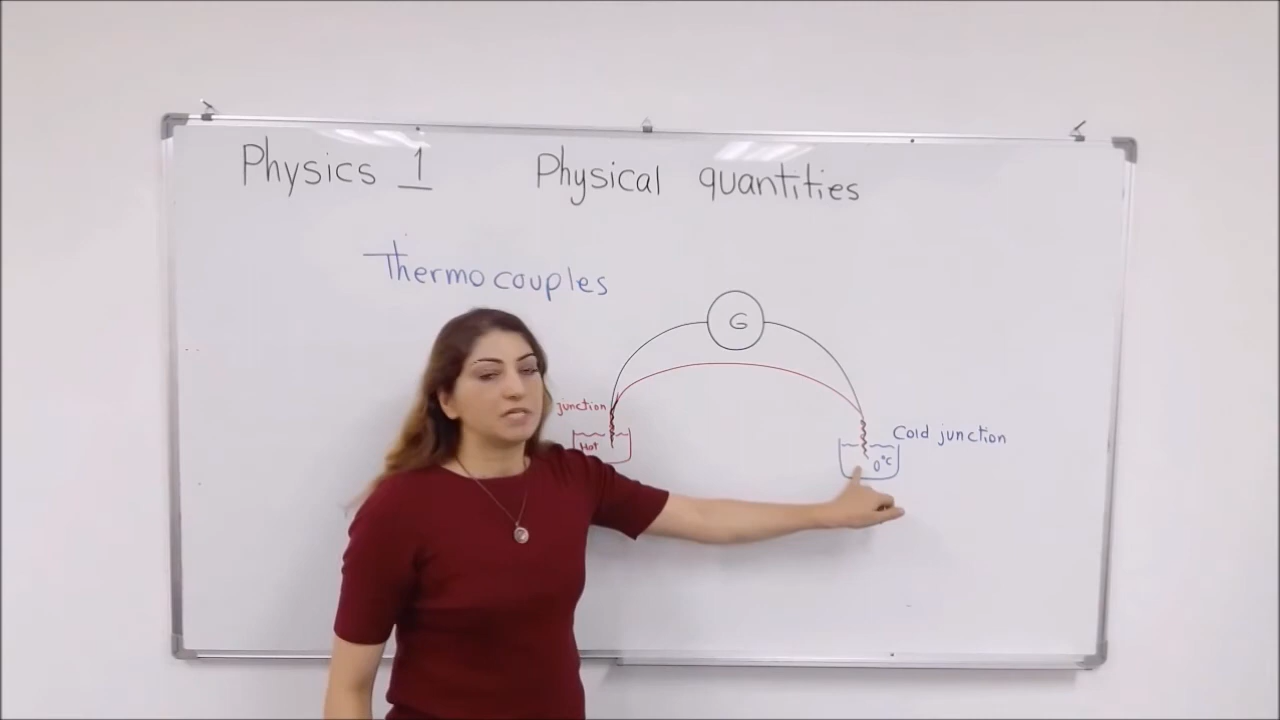 Physics 1
Physical quantities
Thermocouples
G
junction
Hot
Cold junction
0°C